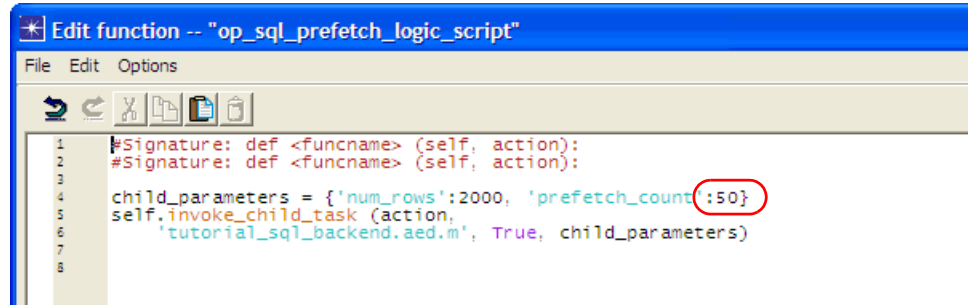 Edit function -- "op_sql_prefetch_logic_script"
File Edit Options
1 #Signature: def <funcname> (self, action):
2 #Signature: def <funcname> (self, action):
3
4 child_parameters = {'num_rows':2000, 'prefetch_count':50}
5 self.invoke_child_task (action,
6 'tutorial_sql_backend.aed.m', True, child_parameters)
7
8